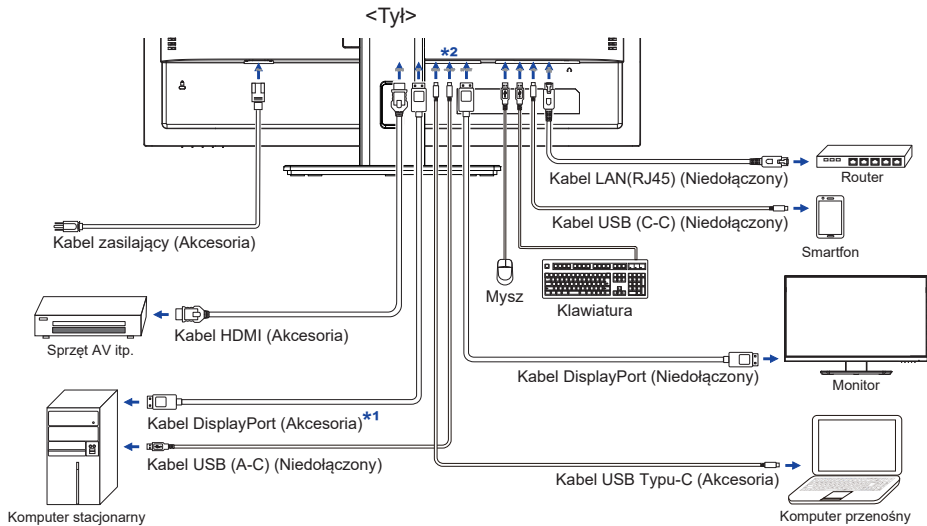 <Tył>
*2
Kabel LAN(RJ45) (Niedołączony)
Router
Kabel USB (C-C) (Niedołączony)
Smartfon
Kabel zasilający (Akcesoria)
Mysz
Klawiatura
Kabel HDMI (Akcesoria)
Sprzęt AV itp.
Kabel DisplayPort (Niedołączony)
Monitor
Kabel DisplayPort (Akcesoria)*1
Kabel USB (A-C) (Niedołączony)
Kabel USB Typu-C (Akcesoria)
Komputer stacjonarny
Komputer przenośny